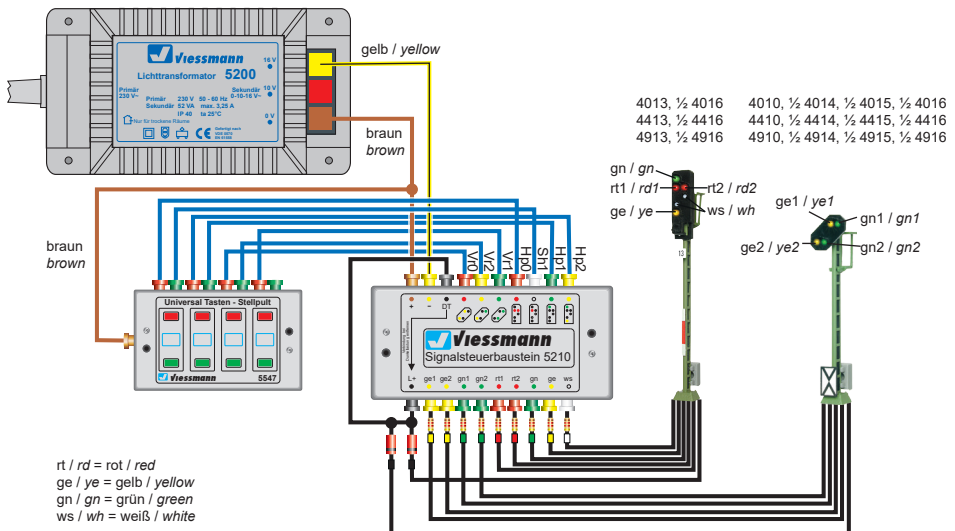 viessmann
Lichttransformator 5200
16 V
10 V
0 V
Primär
230 V~
Sekundär
0-10-16 V~
Primär 230 V 50 - 60 Hz
Sekundär 52 VA max. 3,25 A
IP 40 ta 25°C
Nur für trockene Räume
CE
Gefertigt nach
gelb / yellow
braun
brown
braun
brown
4013, ½ 4016
4413, ½ 4416
4913, ½ 4916
4010, ½ 4014, ½ 4015, ½ 4016
4410, ½ 4414, ½ 4415, ½ 4416
4910, ½ 4914, ½ 4915, ½ 4916
gn / gn
rt1 / rd1
rt2 / rd2
ge / ye
ws / wh
13
ge1 / ye1
gn1 / gn1
ge2 / ye2
gn2 / gn2
Vr0
Vr2
Vr1
Hp0
Sh1
Hp1
Hp2
Universal Tasten - Stellpult
viessmann
5547
+
–
DT
viessmann
Signalsteuerbaustein 5210
L+
ge1
ge2
gn1
gn2
rt1
rt2
gn
ge
ws
rt / rd = rot / red
ge / ye = gelb / yellow
gn / gn = grün / green
ws / wh = weiß / white